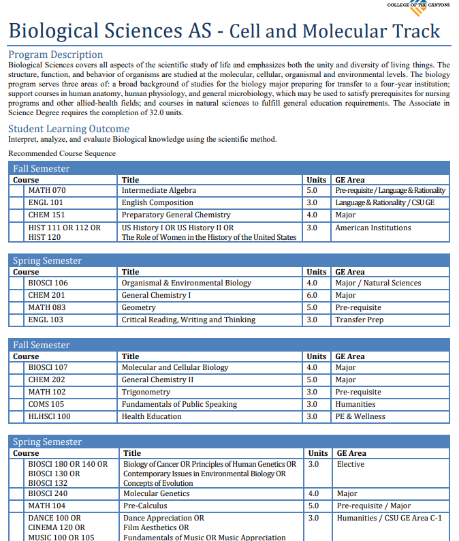 COLLEGE OF THE CANYONS
Biological Sciences AS - Cell and Molecular Track
Program Description
Biological Sciences covers all aspects of the scientific study of life and emphasizes both the unity and diversity of living things. The
structure, function, and behavior of organisms are studied at the molecular, cellular, organismal and environmental levels. The biology
program serves three areas of: a broad background of studies for the biology major preparing for transfer to a four-year institution;
support courses in human anatomy, human physiology, and general microbiology, which may be used to satisfy prerequisites for nursing
programs and other allied-health fields; and courses in natural sciences to fulfill general education requirements. The Associate in
Science Degree requires the completion of 32.0 units.
Student Learning Outcome
Interpret, analyze, and evaluate Biological knowledge using the scientific method.
Recommended Course Sequence
Fall Semester
Course Title Units GE Area
MATH 070 Intermediate Algebra 5.0 Pre-requisite / Language & Rationality
ENGL 101 English Composition 3.0 Language & Rationality / CSU GE
CHEM 151 Preparatory General Chemistry 4.0 Major
HIST 111 OR 112 OR US History I OR US History II OR 3.0 American Institutions
HIST 120 The Role of Women in the History of the United States
Spring Semester
Course Title Units GE Area
BIOSCI 106 Organismal & Environmental Biology 4.0 Major / Natural Sciences
CHEM 201 General Chemistry I 6.0 Major
MATH 083 Geometry 5.0 Pre-requisite
ENGL 103 Critical Reading, Writing and Thinking 3.0 Transfer Prep
Fall Semester
Course Title Units GE Area
BIOSCI 107 Molecular and Cellular Biology 4.0 Major
CHEM 202 General Chemistry II 5.0 Major
MATH 102 Trigonometry 3.0 Pre-requisite
COMS 105 Fundamentals of Public Speaking 3.0 Humanities
HLHSCI 100 Health Education 3.0 PE & Wellness
Spring Semester
Course Title Units GE Area
BIOSCI 180 OR 140 OR Biology of Cancer OR Principles of Human Genetics OR 3.0 Elective
BIOSCI 130 OR Contemporary Issues in Environmental Biology OR
BIOSCI 132 Concepts of Evolution
BIOSCI 240 Molecular Genetics 4.0 Major
MATH 104 Pre-Calculus 5.0 Pre-requisite / Major
DANCE 100 OR Dance Appreciation OR 3.0 Humanities / CSU GE Area C-1
CINEMA 120 OR Film Aesthetics OR
MUSIC 100 OR 105 Fundamentals of Music OR Music Appreciation